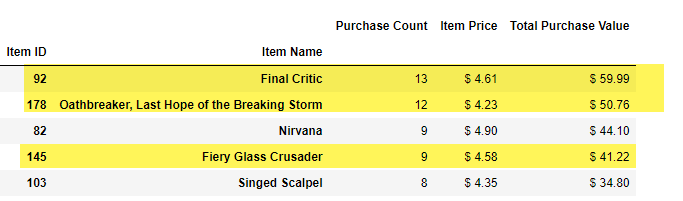 Purchase Count Item Price Total Purchase Value
Item ID Item Name
92 Final Critic 13 $ 4.61 $ 59.99
178 Oathbreaker, Last Hope of the Breaking Storm 12 $ 4.23 $ 50.76
82 Nirvana 9 $ 4.90 $ 44.10
145 Fiery Glass Crusader 9 $ 4.58 $ 41.22
103 Singed Scalpel 8 $ 4.35 $ 34.80